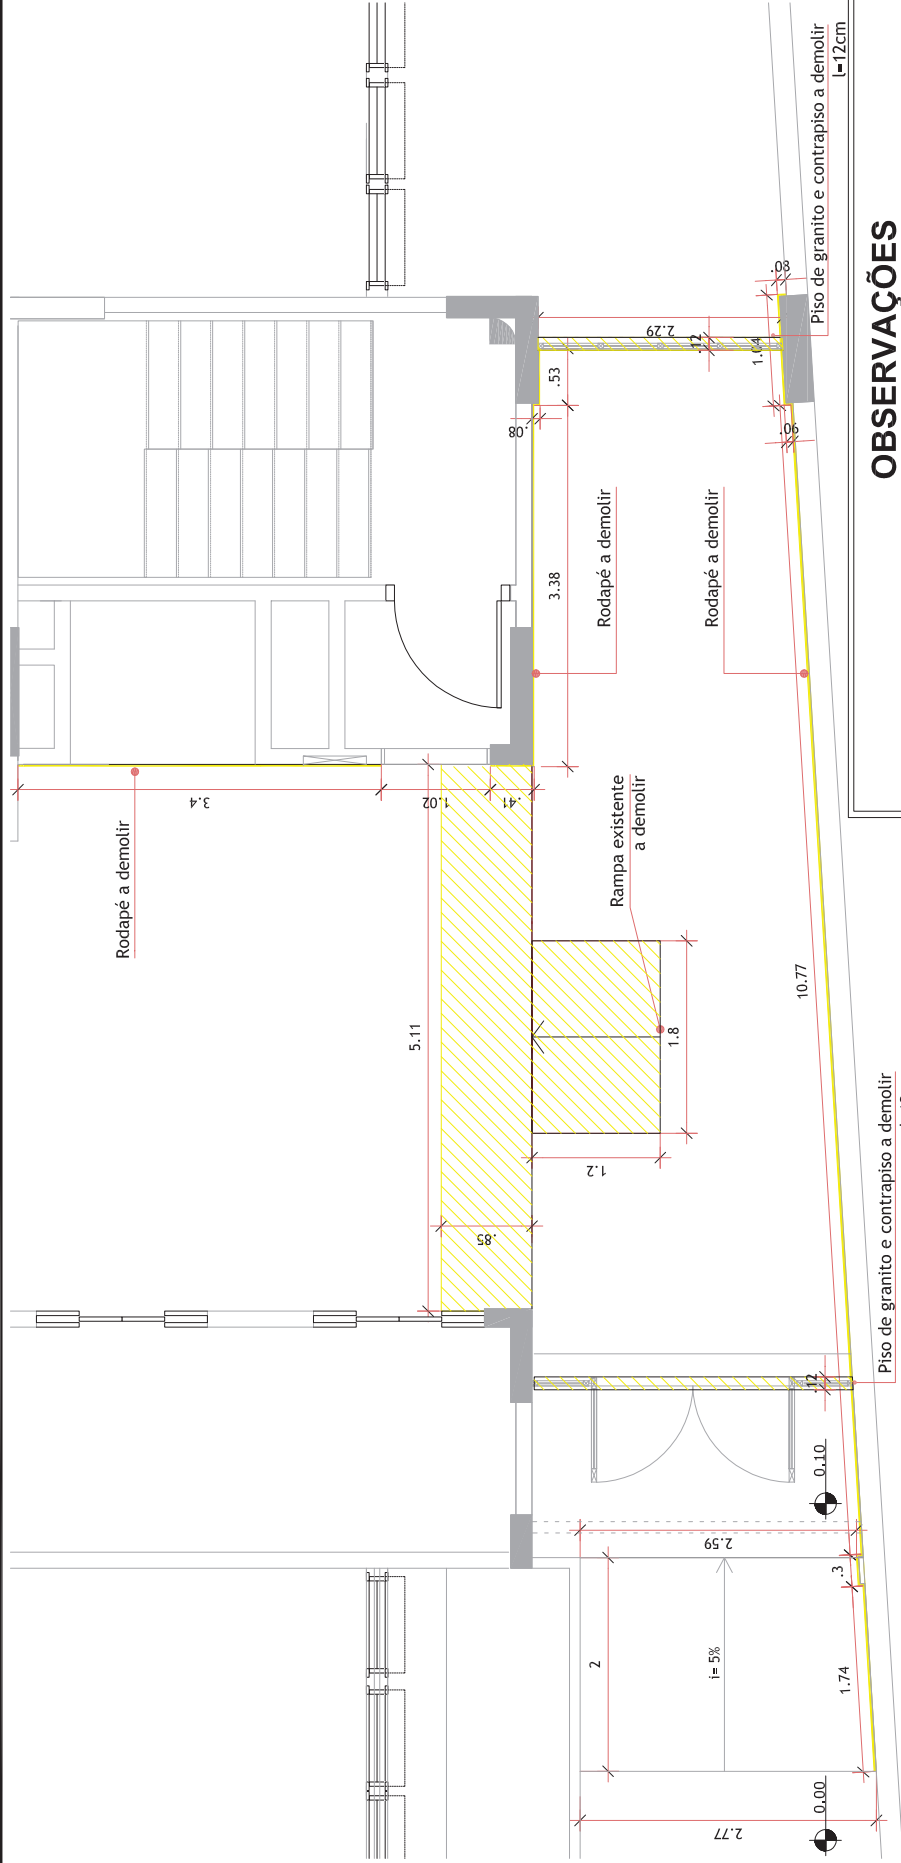 Piso de granito e contrapiso a demolir
l=12cm
OBSERVAÇÕES
.08
2.29
.12
1.04
.53
.08
.06
Rodapé a demolir
Rodapé a demolir
3.38
3.4
1.02
.41
Rodapé a demolir
Rampa existente
a demolir
5.11
10.77
1.8
1.2
.85
Piso de granito e contrapiso a demolir
.12
0.10
2.59
.3
2
i= 5%
1.74
0.00
2.77